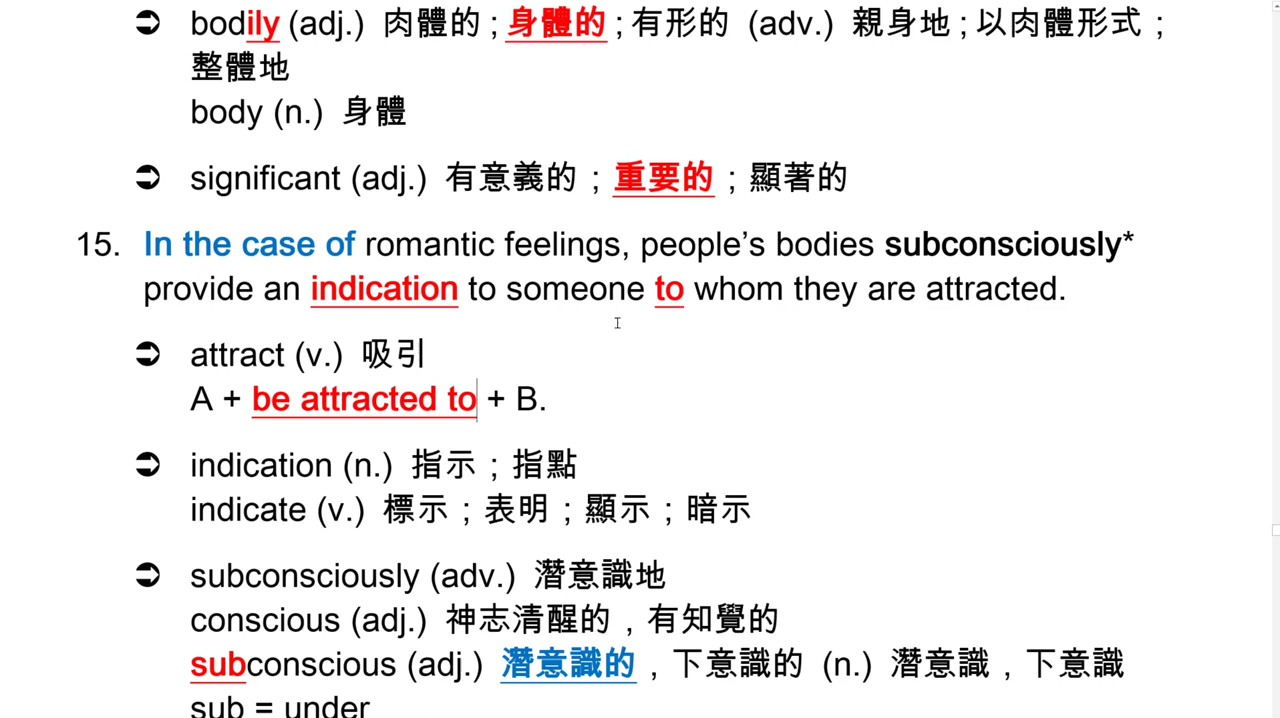 ➲ bodily (adj.) 肉體的；身體的；有形的 (adv.) 親身地；以肉體形式；
整體地
body (n.) 身體
➲ significant (adj.) 有意義的；重要的；顯著的
15. In the case of romantic feelings, people’s bodies subconsciously*
provide an indication to someone to whom they are attracted.
➲ attract (v.) 吸引
A + be attracted to + B.
➲ indication (n.) 指示；指點
indicate (v.) 標示；表明；顯示；暗示
➲ subconsciously (adv.) 潛意識地
conscious (adj.) 神志清醒的，有知覺的
subconscious (adj.) 潛意識的，下意識的 (n.) 潛意識，下意識
sub = under